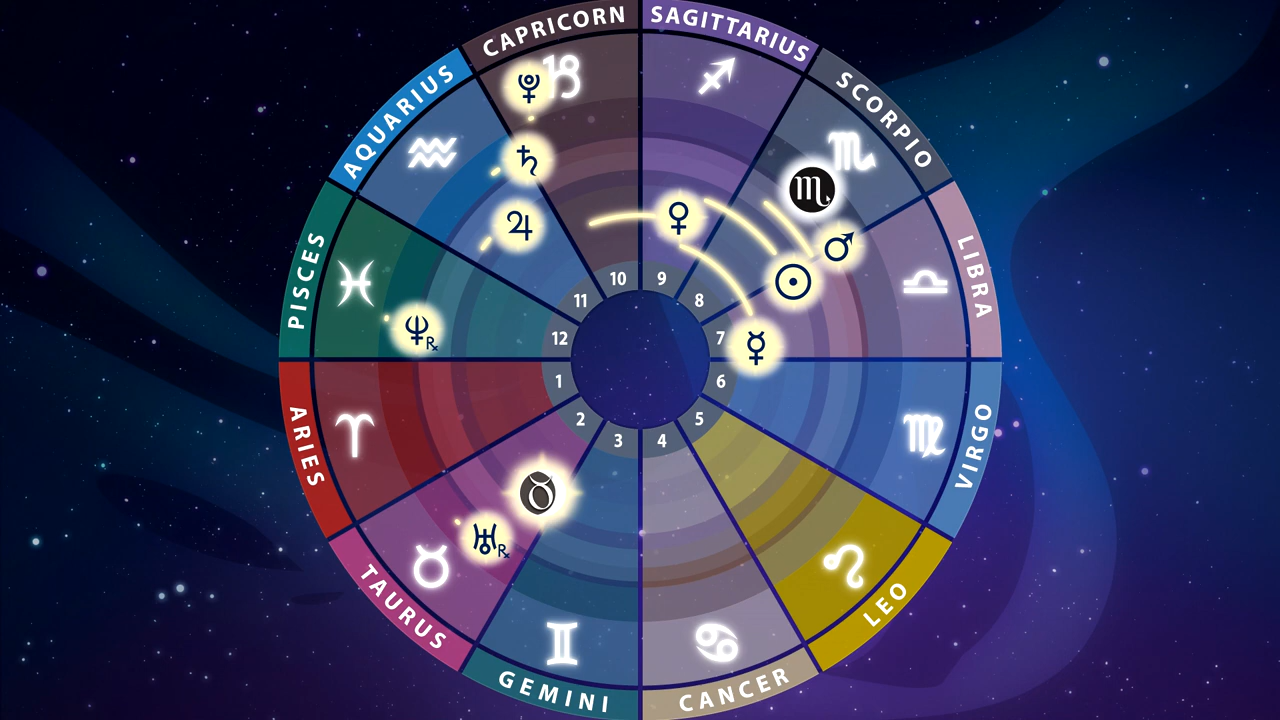 CAPRICORN
SAGITTARIUS
SCORPIO
LIBRA
VIRGO
LEO
CANCER
GEMINI
TAURUS
ARIES
PISCES
AQUARIUS
10
9
8
7
6
5
4
3
2
1
12
11
♑
♐
♏
♎
♍
♌
♋
♊
♉
♈
♓
♒
♇
♄
♃
♆℞
♀
♏
♂
☉
☿
♅℞